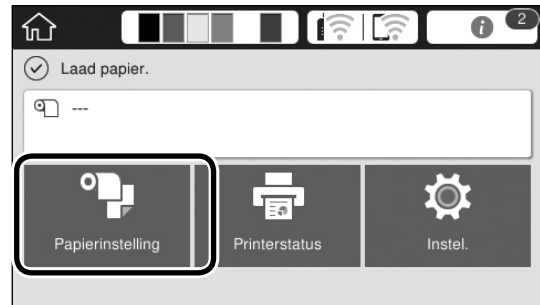 2
Laad papier.
---
Papierinstelling
Printerstatus
Instel.